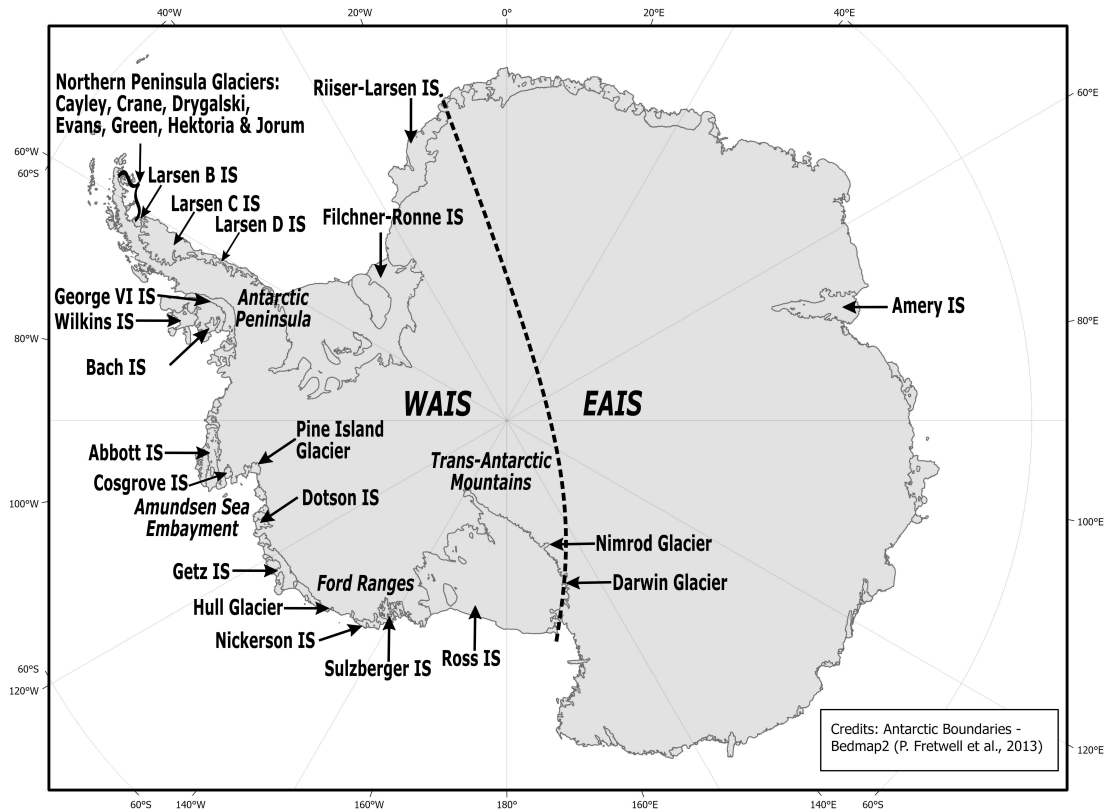 40°W
20°W
0°
20°E
40°E
Northern Peninsula Glaciers:
Cayley, Crane, Drygalski,
Evans, Green, Hektoria & Jorum
Riiser-Larsen IS
60°E
60°W
60°S
Larsen B IS
Larsen C IS
Larsen D IS
Filchner-Ronne IS
George VI IS
Wilkins IS
Bach IS
Antarctic
Peninsula
Amery IS
80°E
80°W
WAIS
EAIS
Abbott IS
Cosgrove IS
Pine Island
Glacier
Trans-Antarctic
Mountains
Amundsen Sea
Embayment
Dotson IS
100°W
100°E
Getz IS
Ford Ranges
Nimrod Glacier
Darwin Glacier
Hull Glacier
Nickerson IS
Sulzberger IS
Ross IS
60°S
120°W
Credits: Antarctic Boundaries -
Bedmap2 (P. Fretwell et al., 2013)
120°E
60°S
140°W
160°W
180°
160°E
140°E
60°S